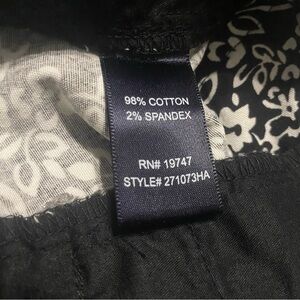 98% COTTON
2% SPANDEX
RN# 19747
STYLE# 271073HA